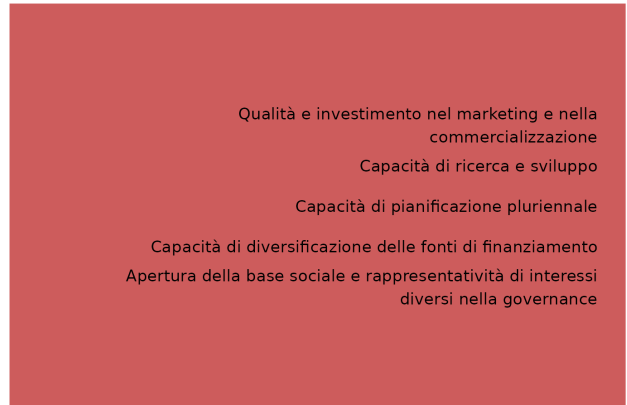 Qualità e investimento nel marketing e nella
commercializzazione
Capacità di ricerca e sviluppo
Capacità di pianificazione pluriennale
Capacità di diversificazione delle fonti di finanziamento
Apertura della base sociale e rappresentatività di interessi
diversi nella governance